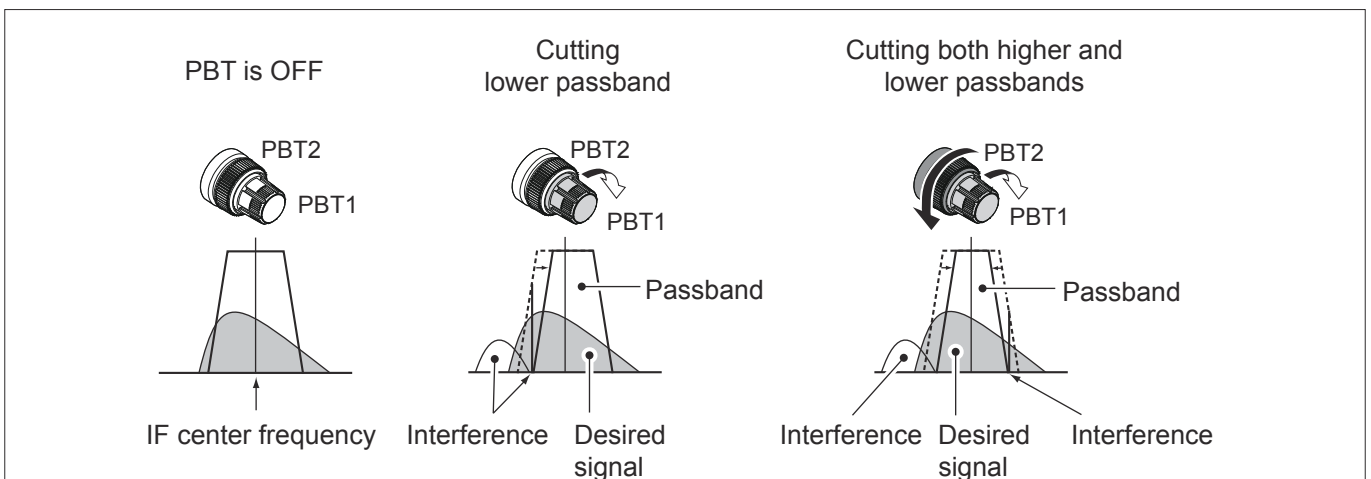 PBT is OFF
PBT2
PBT1
IF center frequency
Cutting
lower passband
PBT2
PBT1
Passband
Interference
Desired
signal
Cutting both higher and
lower passbands
PBT2
PBT1
Passband
Interference
Desired
signal
Interference